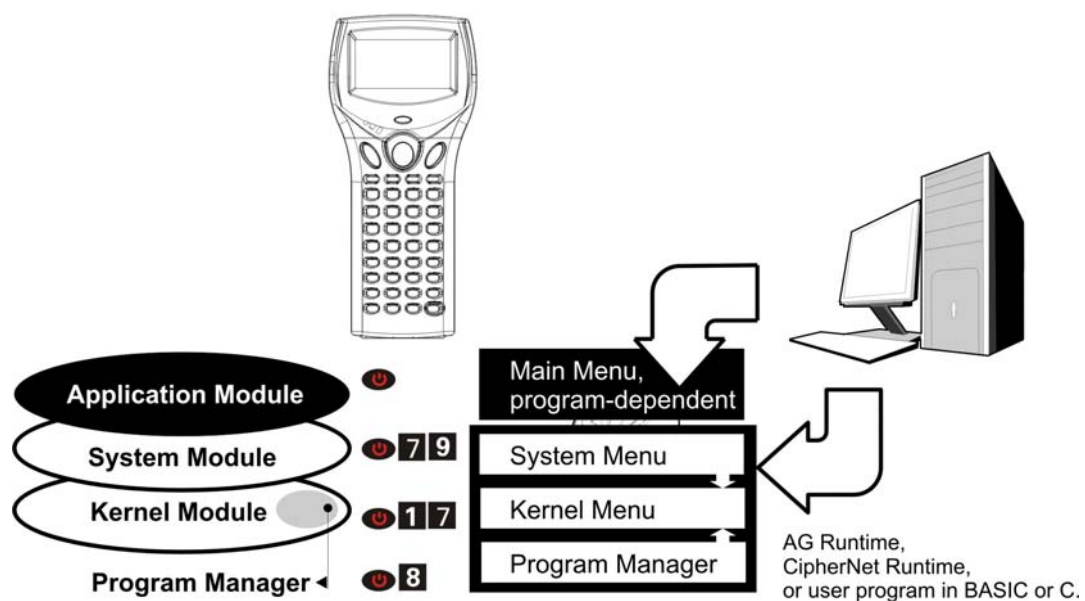 Application Module
System Module
7 9
Kernel Module
1 7
Program Manager
8
Main Menu,
program-dependent
System Menu
Kernel Menu
Program Manager
AG Runtime,
CipherNet Runtime,
or user program in BASIC or C.